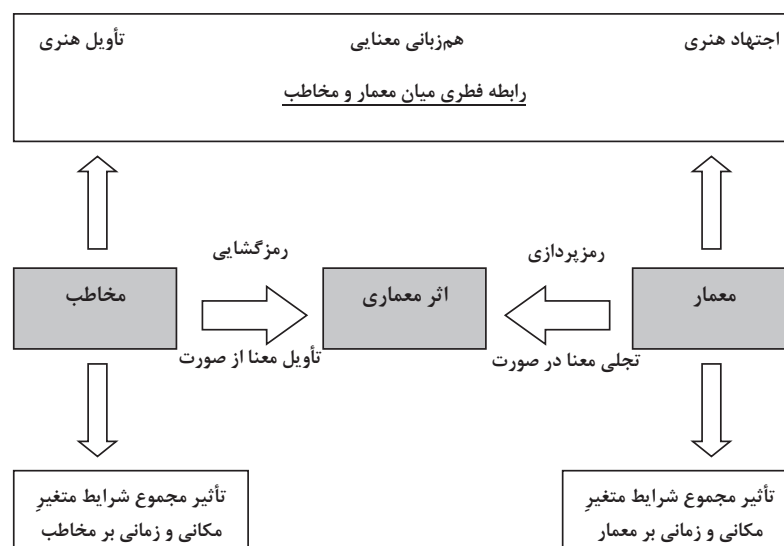 اجتهاد هنری
هم‌زبانی معنایی
تأویل هنری
رابطه فطری میان معمار و مخاطب
رمزپردازی
رمزگشایی
معمار
اثر معماری
مخاطب
تجلی معنا در صورت
تأویل معنا از صورت
تأثیر مجموع شرایط متغیرِ
مکانی و زمانی بر معمار
تأثیر مجموع شرایط متغیرِ
مکانی و زمانی بر مخاطب